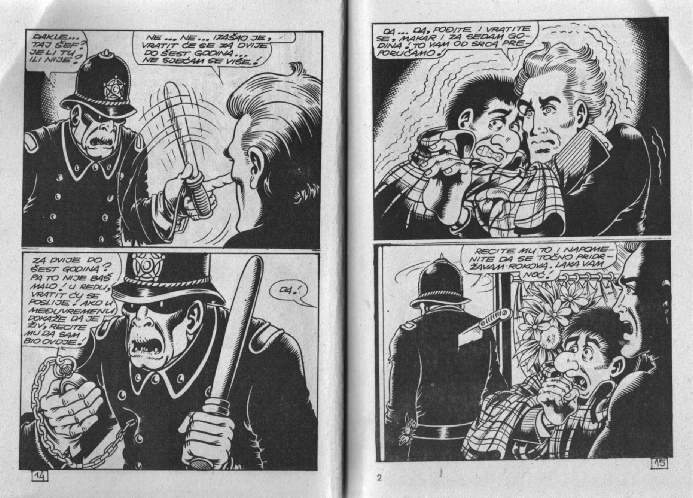 DAKLE...
TAJ ŠEF?
JE LI TU,
ILI NIJE?
NE... NE... IZAŠAO JE,
VRATIT ĆE SE ZA DVIJE
DO ŠEST GODINA...
NE SJEĆAM SE VIŠE!
ZA DVIJE DO
ŠEST GODINA?
PA TO NIJE BAŠ
MALO! U REDU,
VRATIT ĆU SE
POSLIJE, I AKO U
MEĐUVREMENU
DOKAŽE DA JE
ŽIV, RECITE
MU DA SAM
BIO OVDJE!
DA!
14
DA... DA, POĐITE I VRATITE
SE, MAKAR I ZA SEDAM GO-
DINA! TO VAM OD SRCA PRE-
PORUČAMO!
RECITE MU TO I NAPOME-
NITE DA SE TOČNO PRIDR-
ŽAVAM ROKOVA. LAKU VAM
NOĆ!
2
15